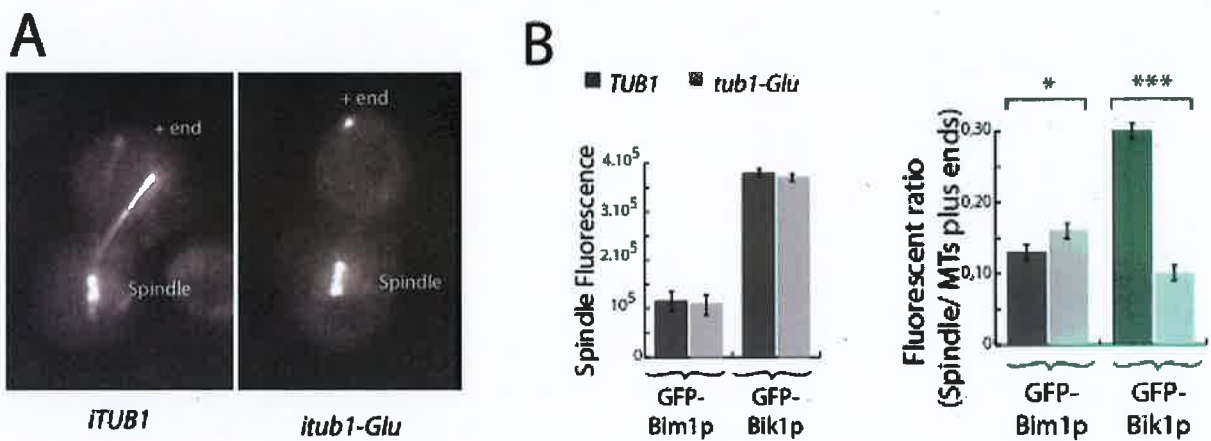 A
+ end
Spindle
iTUB1
+ end
Spindle
itub1-Glu
B
TUB1 tub1-Glu
Spindle Fluorescence
4.10⁵
3.10⁵
2.10⁵
10⁵
0
GFP-
Bim1p
GFP-
Bik1p
Fluorescent ratio
(Spindle/ MTs plus ends)
* ***
0,30
0,20
0,10
0
GFP-
Bim1p
GFP-
Bik1p